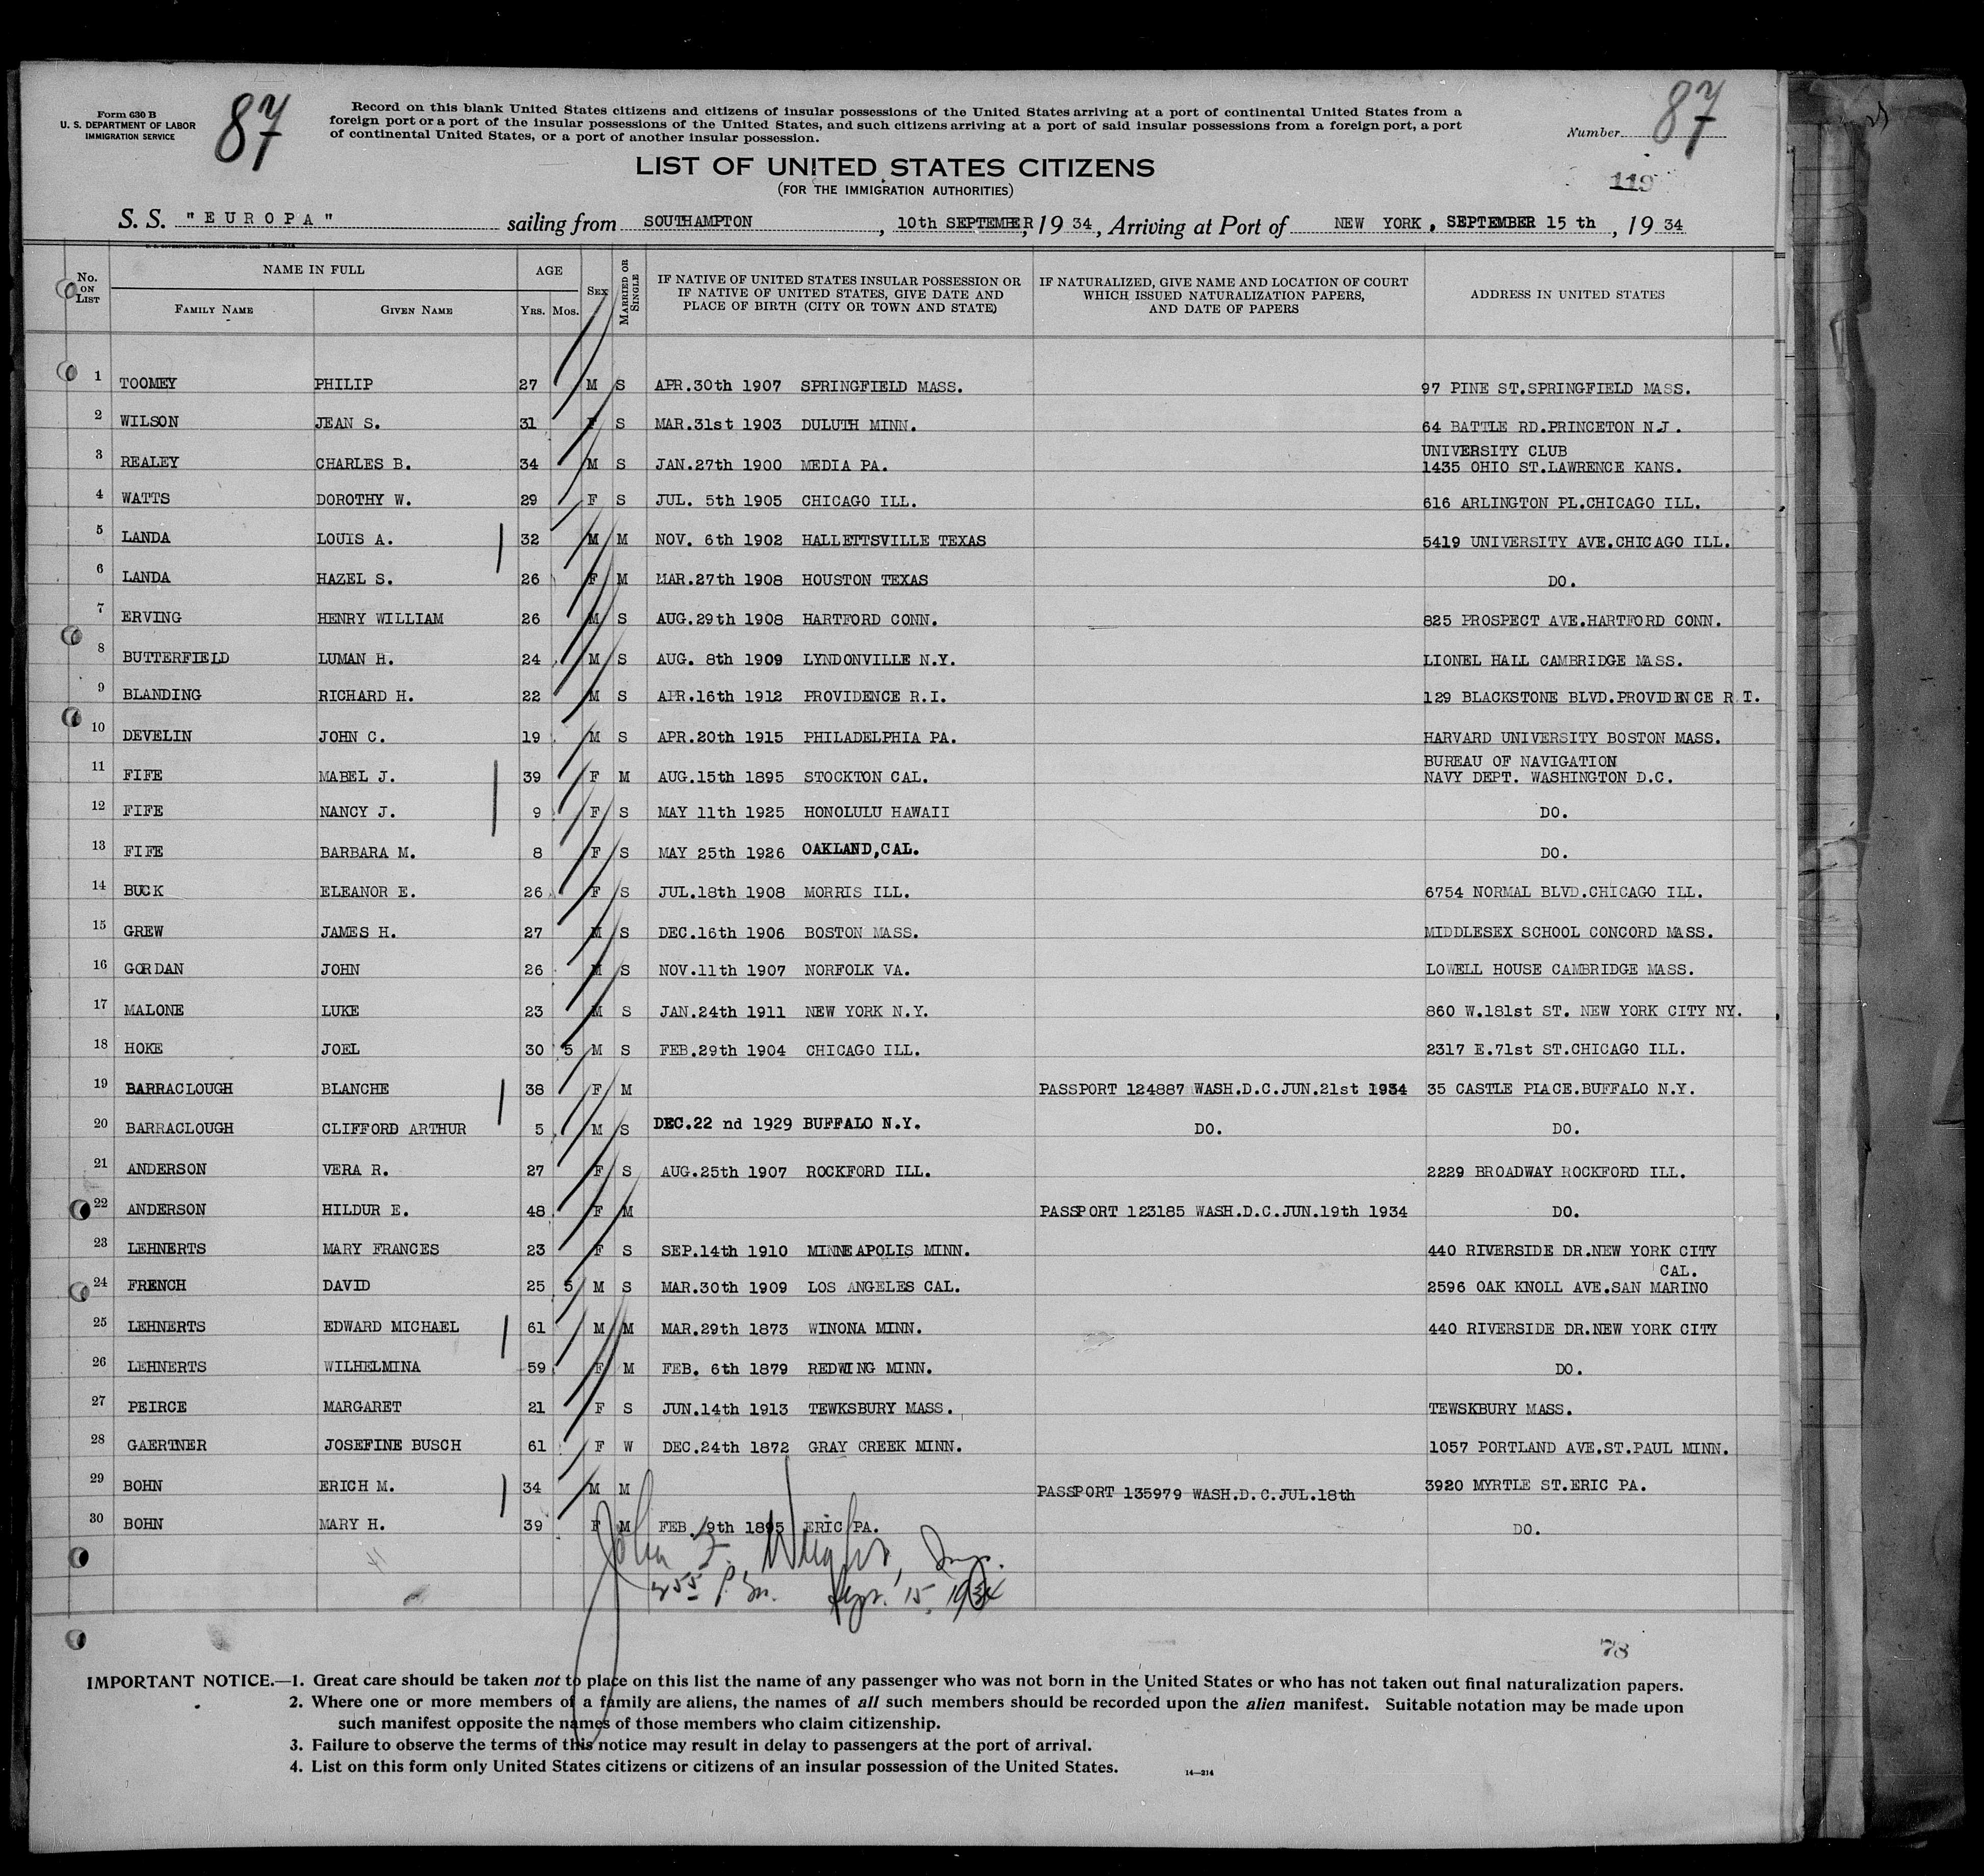 Form 630 B
U. S. DEPARTMENT OF LABOR
IMMIGRATION SERVICE
87
Record on this blank United States citizens and citizens of insular possessions of the United States arriving at a port of continental United States from a
foreign port or a port of the insular possessions of the United States, and such citizens arriving at a port of said insular possessions from a foreign port, a port
of continental United States, or a port of another insular possession.
Number 87
LIST OF UNITED STATES CITIZENS
(FOR THE IMMIGRATION AUTHORITIES)
119
S. S. "EUROPA" sailing from SOUTHAMPTON, 10th SEPTEMBER, 1934, Arriving at Port of NEW YORK, SEPTEMBER 15 th, 1934
No. ON LIST NAME IN FULL FAMILY NAME GIVEN NAME AGE YRS. MOS. SEX MARRIED OR SINGLE IF NATIVE OF UNITED STATES INSULAR POSSESSION OR IF NATIVE OF UNITED STATES, GIVE DATE AND PLACE OF BIRTH (CITY OR TOWN AND STATE) IF NATURALIZED, GIVE NAME AND LOCATION OF COURT WHICH ISSUED NATURALIZATION PAPERS, AND DATE OF PAPERS ADDRESS IN UNITED STATES
1 TOOMEY PHILIP 27 M S APR.30th 1907 SPRINGFIELD MASS. 97 PINE ST.SPRINGFIELD MASS.
2 WILSON JEAN S. 31 F S MAR.31st 1903 DULUTH MINN. 64 BATTLE RD.PRINCETON N.J.
3 REALEY CHARLES B. 34 M S JAN.27th 1900 MEDIA PA. UNIVERSITY CLUB
1435 OHIO ST.LAWRENCE KANS.
4 WATTS DOROTHY W. 29 F S JUL. 5th 1905 CHICAGO ILL. 616 ARLINGTON PL.CHICAGO ILL.
5 LANDA LOUIS A. 32 M M NOV. 6th 1902 HALLETTSVILLE TEXAS 5419 UNIVERSITY AVE.CHICAGO ILL.
6 LANDA HAZEL S. 26 F M MAR.27th 1908 HOUSTON TEXAS DO.
7 ERVING HENRY WILLIAM 26 M S AUG.29th 1908 HARTFORD CONN. 825 PROSPECT AVE.HARTFORD CONN.
8 BUTTERFIELD LUMAN H. 24 M S AUG. 8th 1909 LYNDONVILLE N.Y. LIONEL HALL CAMBRIDGE MASS.
9 BLANDING RICHARD H. 22 M S APR.16th 1912 PROVIDENCE R.I. 129 BLACKSTONE BLVD.PROVIDENCE R.I.
10 DEVELIN JOHN C. 19 M S APR.20th 1915 PHILADELPHIA PA. HARVARD UNIVERSITY BOSTON MASS.
11 FIFE MABEL J. 39 F M AUG.15th 1895 STOCKTON CAL. BUREAU OF NAVIGATION
NAVY DEPT. WASHINGTON D.C.
12 FIFE NANCY J. 9 F S MAY 11th 1925 HONOLULU HAWAII DO.
13 FIFE BARBARA M. 8 F S MAY 25th 1926 OAKLAND,CAL. DO.
14 BUCK ELEANOR E. 26 F S JUL.18th 1908 MORRIS ILL. 6754 NORMAL BLVD.CHICAGO ILL.
15 GREW JAMES H. 27 M S DEC.16th 1906 BOSTON MASS. MIDDLESEX SCHOOL CONCORD MASS.
16 GORDAN JOHN 26 M S NOV.11th 1907 NORFOLK VA. LOWELL HOUSE CAMBRIDGE MASS.
17 MALONE LUKE 23 M S JAN.24th 1911 NEW YORK N.Y. 860 W.181st ST. NEW YORK CITY NY.
18 HOKE JOEL 30 5 M S FEB.29th 1904 CHICAGO ILL. 2317 E.71st ST.CHICAGO ILL.
19 BARRACLOUGH BLANCHE 38 F M PASSPORT 124887 WASH.D.C.JUN.21st 1934 35 CASTLE PLACE.BUFFALO N.Y.
20 BARRACLOUGH CLIFFORD ARTHUR 5 M S DEC.22 nd 1929 BUFFALO N.Y. DO. DO.
21 ANDERSON VERA R. 27 F S AUG.25th 1907 ROCKFORD ILL. 2229 BROADWAY ROCKFORD ILL.
22 ANDERSON HILDUR E. 48 F M PASSPORT 123185 WASH.D.C.JUN.19th 1934 DO.
23 LEHNERTS MARY FRANCES 23 F S SEP.14th 1910 MINNEAPOLIS MINN. 440 RIVERSIDE DR.NEW YORK CITY
CAL.
24 FRENCH DAVID 25 5 M S MAR.30th 1909 LOS ANGELES CAL. 2596 OAK KNOLL AVE.SAN MARINO
25 LEHNERTS EDWARD MICHAEL 61 M M MAR.29th 1873 WINONA MINN. 440 RIVERSIDE DR.NEW YORK CITY
26 LEHNERTS WILHELMINA 59 F M FEB. 6th 1879 REDWING MINN. DO.
27 PEIRCE MARGARET 21 F S JUN.14th 1913 TEWKSBURY MASS. TEWSKBURY MASS.
28 GAERTNER JOSEFINE BUSCH 61 F W DEC.24th 1872 GRAY CREEK MINN. 1057 PORTLAND AVE.ST.PAUL MINN.
29 BOHN ERICH M. 34 M M PASSPORT 135979 WASH.D.C.JUL.18th 3920 MYRTLE ST.ERIC PA.
30 BOHN MARY H. 39 F M FEB. 9th 1895 ERIC PA. DO.
John Insp.
255 P.M. Sept. 15, 1934
41
78
IMPORTANT NOTICE.—1. Great care should be taken not to place on this list the name of any passenger who was not born in the United States or who has not taken out final naturalization papers.
2. Where one or more members of a family are aliens, the names of all such members should be recorded upon the alien manifest. Suitable notation may be made upon
such manifest opposite the names of those members who claim citizenship.
3. Failure to observe the terms of this notice may result in delay to passengers at the port of arrival.
4. List on this form only United States citizens or citizens of an insular possession of the United States.
14—214